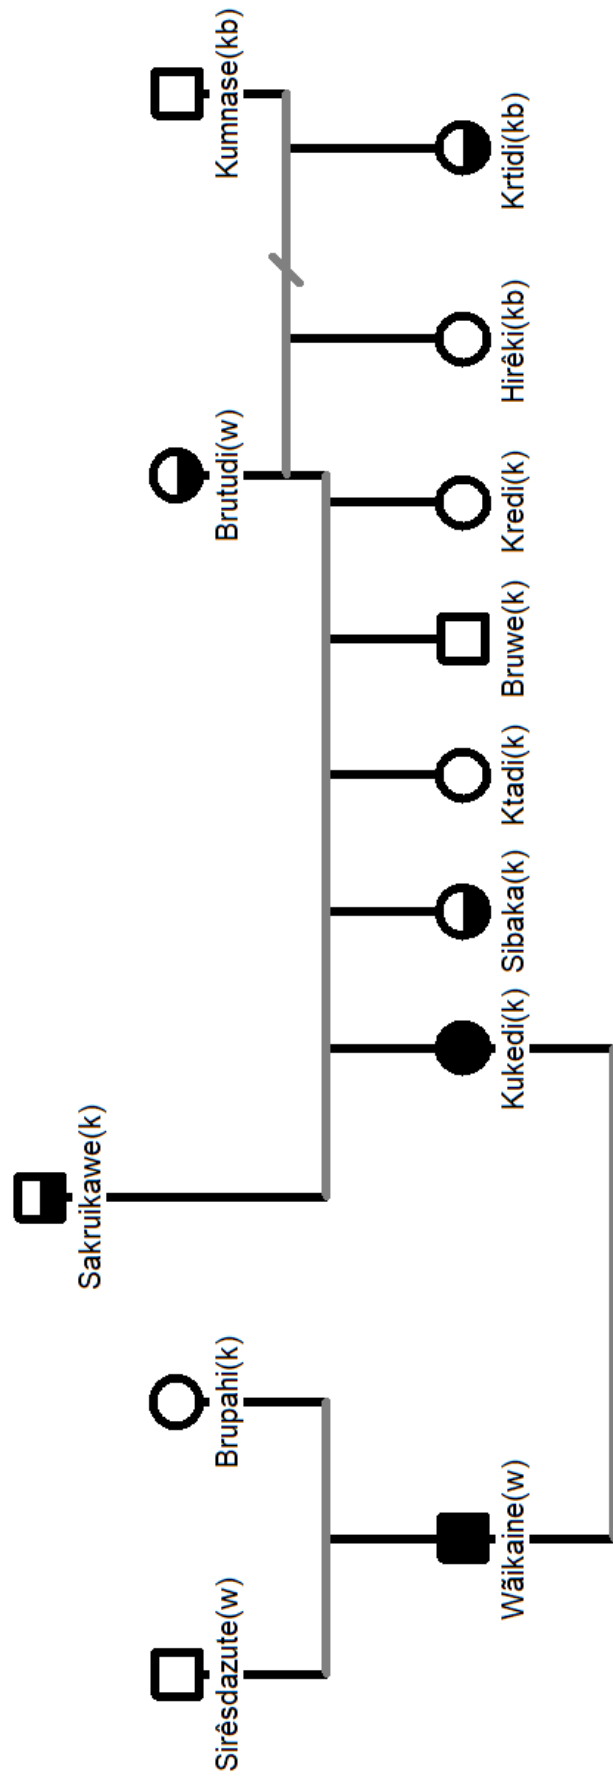 Sakruikawe(k)
Sirêsdazute(w)
Brupahi(k)
Brutudi(w)
Kumnase(kb)
Wãikaine(w)
Kukedi(k)
Sibaka(k)
Ktadi(k)
Bruwe(k)
Kredi(k)
Hirêki(kb)
Krtidi(kb)